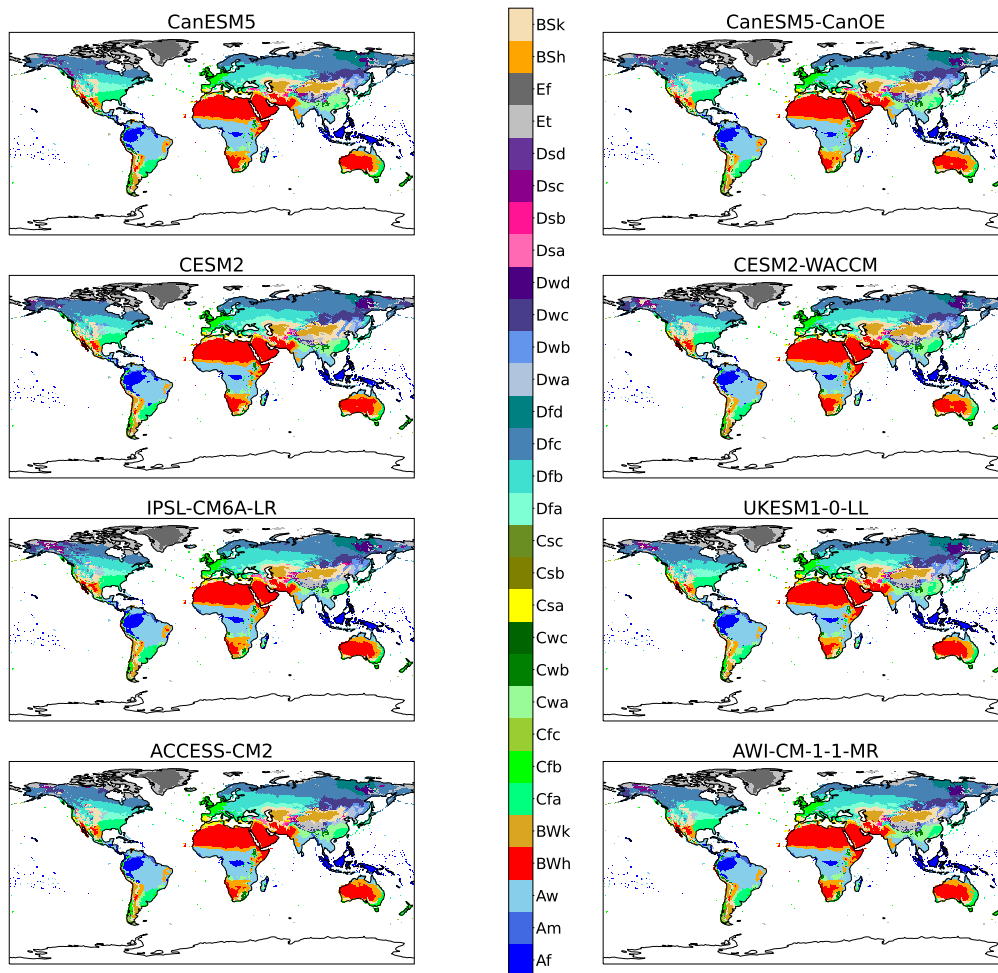 CanESM5
CanESM5-CanOE
CESM2
CESM2-WACCM
IPSL-CM6A-LR
UKESM1-0-LL
ACCESS-CM2
AWI-CM-1-1-MR
BSk
BSh
Ef
Et
Dsd
Dsc
Dsb
Dsa
Dwd
Dwc
Dwb
Dwa
Dfd
Dfc
Dfb
Dfa
Csc
Csb
Csa
Cwc
Cwb
Cwa
Cfc
Cfb
Cfa
BWk
BWh
Aw
Am
Af